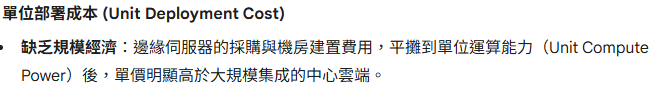 單位部署成本 (Unit Deployment Cost)
• 缺乏規模經濟：邊緣伺服器的採購與機房建置費用，平攤到單位運算能力（Unit Compute
Power）後，單價明顯高於大規模集成的中心雲端。